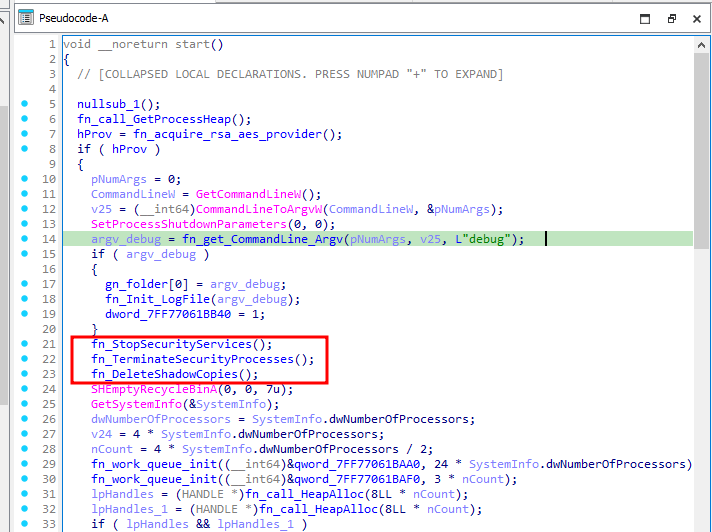 Pseudocode-A
1 void __noreturn start()
2 {
3 // [COLLAPSED LOCAL DECLARATIONS. PRESS NUMPAD "+" TO EXPAND]
4
5 nullsub_1();
6 fn_call_GetProcessHeap();
7 hProv = fn_acquire_rsa_aes_provider();
8 if ( hProv )
9 {
10 pNumArgs = 0;
11 CommandLineW = GetCommandLineW();
12 v25 = (__int64)CommandLineToArgvW(CommandLineW, &pNumArgs);
13 SetProcessShutdownParameters(0, 0);
14 argv_debug = fn_get_CommandLine_Argv(pNumArgs, v25, L"debug");
15 if ( argv_debug )
16 {
17 gn_folder[0] = argv_debug;
18 fn_Init_LogFile(argv_debug);
19 dword_7FF77061BB40 = 1;
20 }
21 fn_StopSecurityServices();
22 fn_TerminateSecurityProcesses();
23 fn_DeleteShadowCopies();
24 SHEmptyRecycleBinA(0, 0, 7u);
25 GetSystemInfo(&SystemInfo);
26 dwNumberOfProcessors = SystemInfo.dwNumberOfProcessors;
27 v24 = 4 * SystemInfo.dwNumberOfProcessors;
28 nCount = 4 * SystemInfo.dwNumberOfProcessors / 2;
29 fn_work_queue_init((__int64)&qword_7FF77061BAA0, 24 * SystemInfo.dwNumberOfProcessors)
30 fn_work_queue_init((__int64)&qword_7FF77061BAF0, 3 * nCount);
31 lpHandles = (HANDLE *)fn_call_HeapAlloc(8LL * nCount);
32 lpHandles_1 = (HANDLE *)fn_call_HeapAlloc(8LL * nCount);
33 if ( lpHandles && lpHandles_1 )